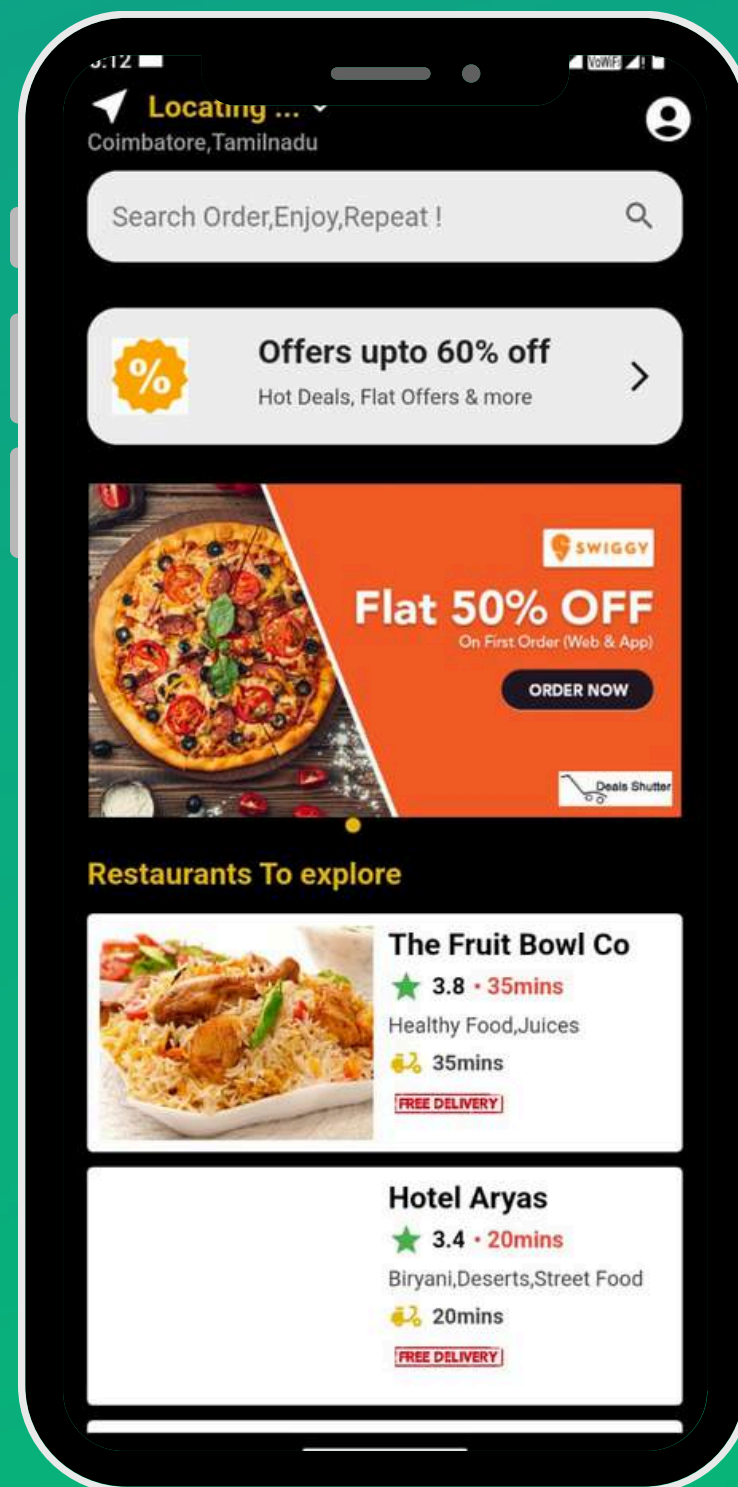 Locating ...
Coimbatore,Tamilnadu
Search Order,Enjoy,Repeat !
%
Offers upto 60% off
Hot Deals, Flat Offers & more
SWIGGY
Flat 50% OFF
On First Order (Web & App)
ORDER NOW
Deals Shutter
Restaurants To explore
The Fruit Bowl Co
3.8 • 35mins
Healthy Food,Juices
35mins
FREE DELIVERY
Hotel Aryas
3.4 • 20mins
Biryani,Deserts,Street Food
20mins
FREE DELIVERY